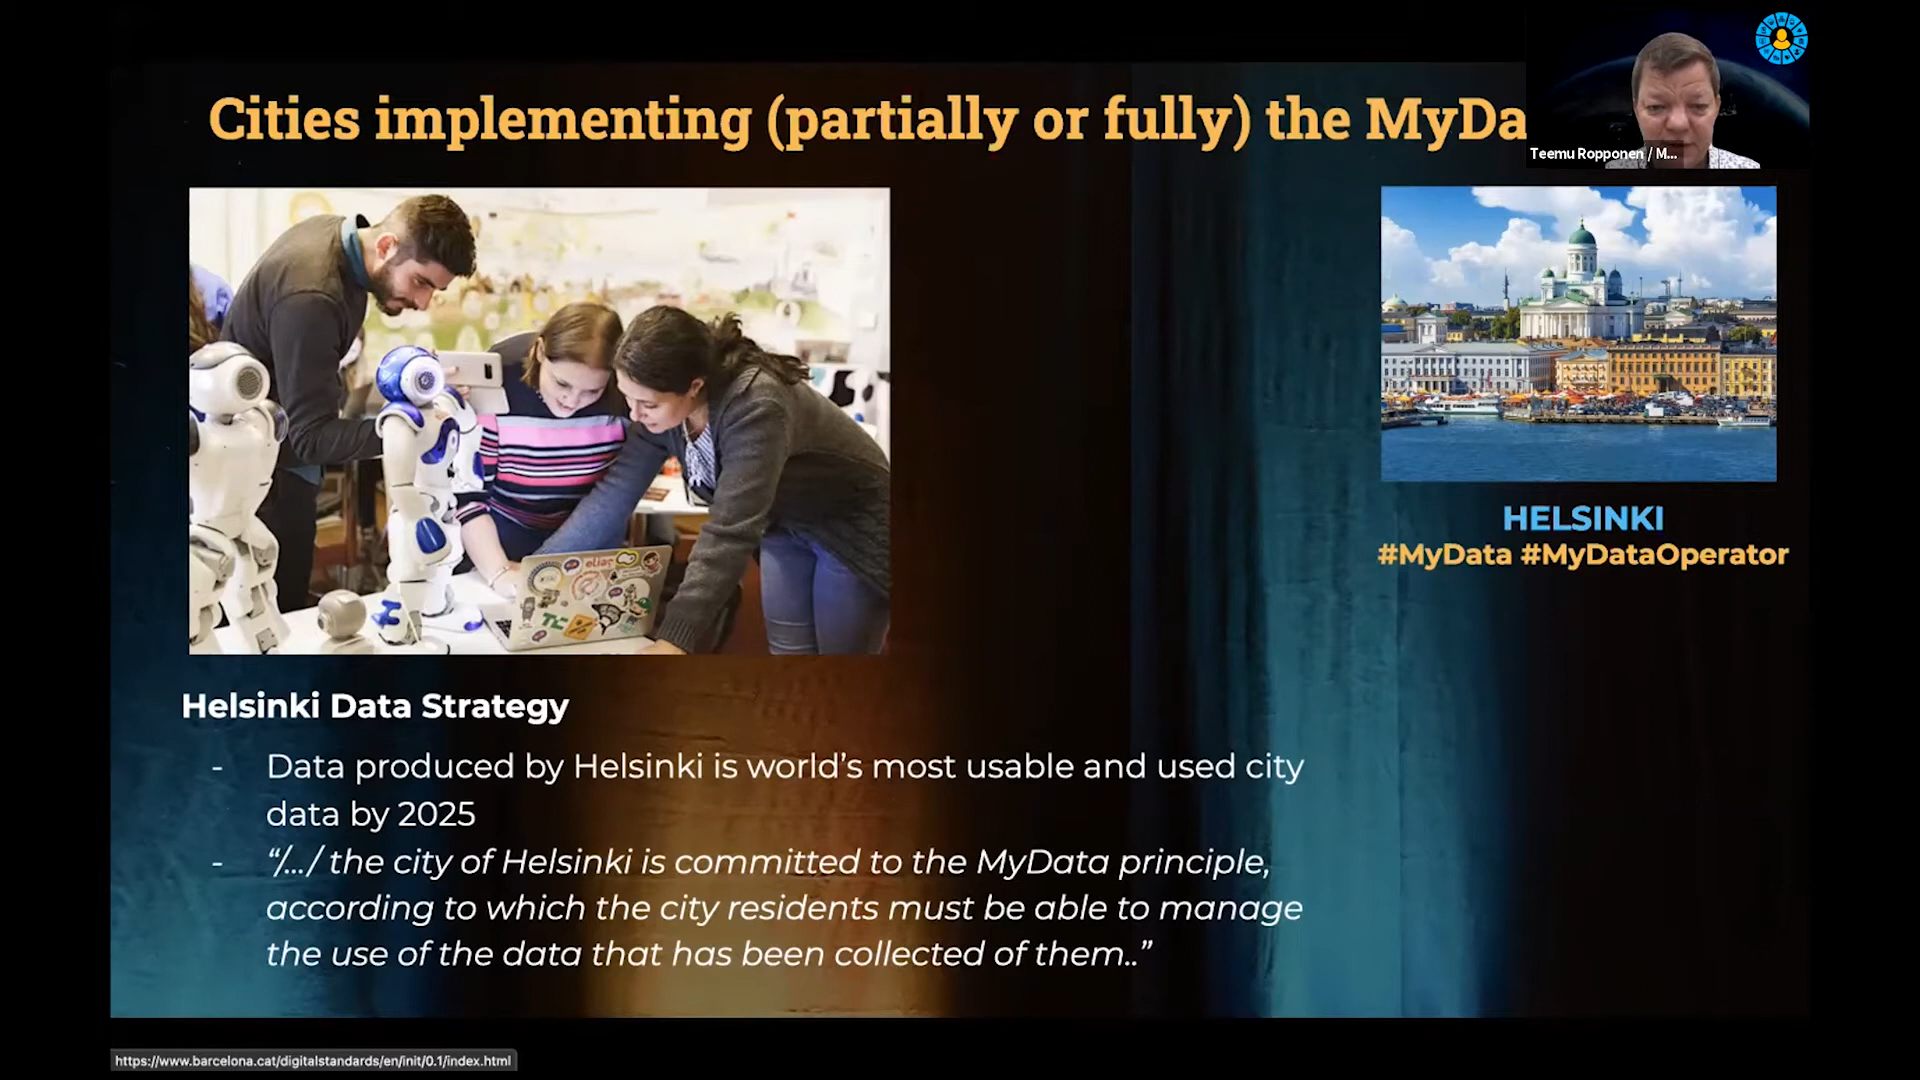 Cities implementing (partially or fully) the MyDa
Teemu Ropponen / M...
HELSINKI
#MyData #MyDataOperator
Helsinki Data Strategy
- Data produced by Helsinki is world's most usable and used city
data by 2025
- “/.../ the city of Helsinki is committed to the MyData principle,
according to which the city residents must be able to manage
the use of the data that has been collected of them..”
https://www.barcelona.cat/digitalstandards/en/init/0.1/index.html